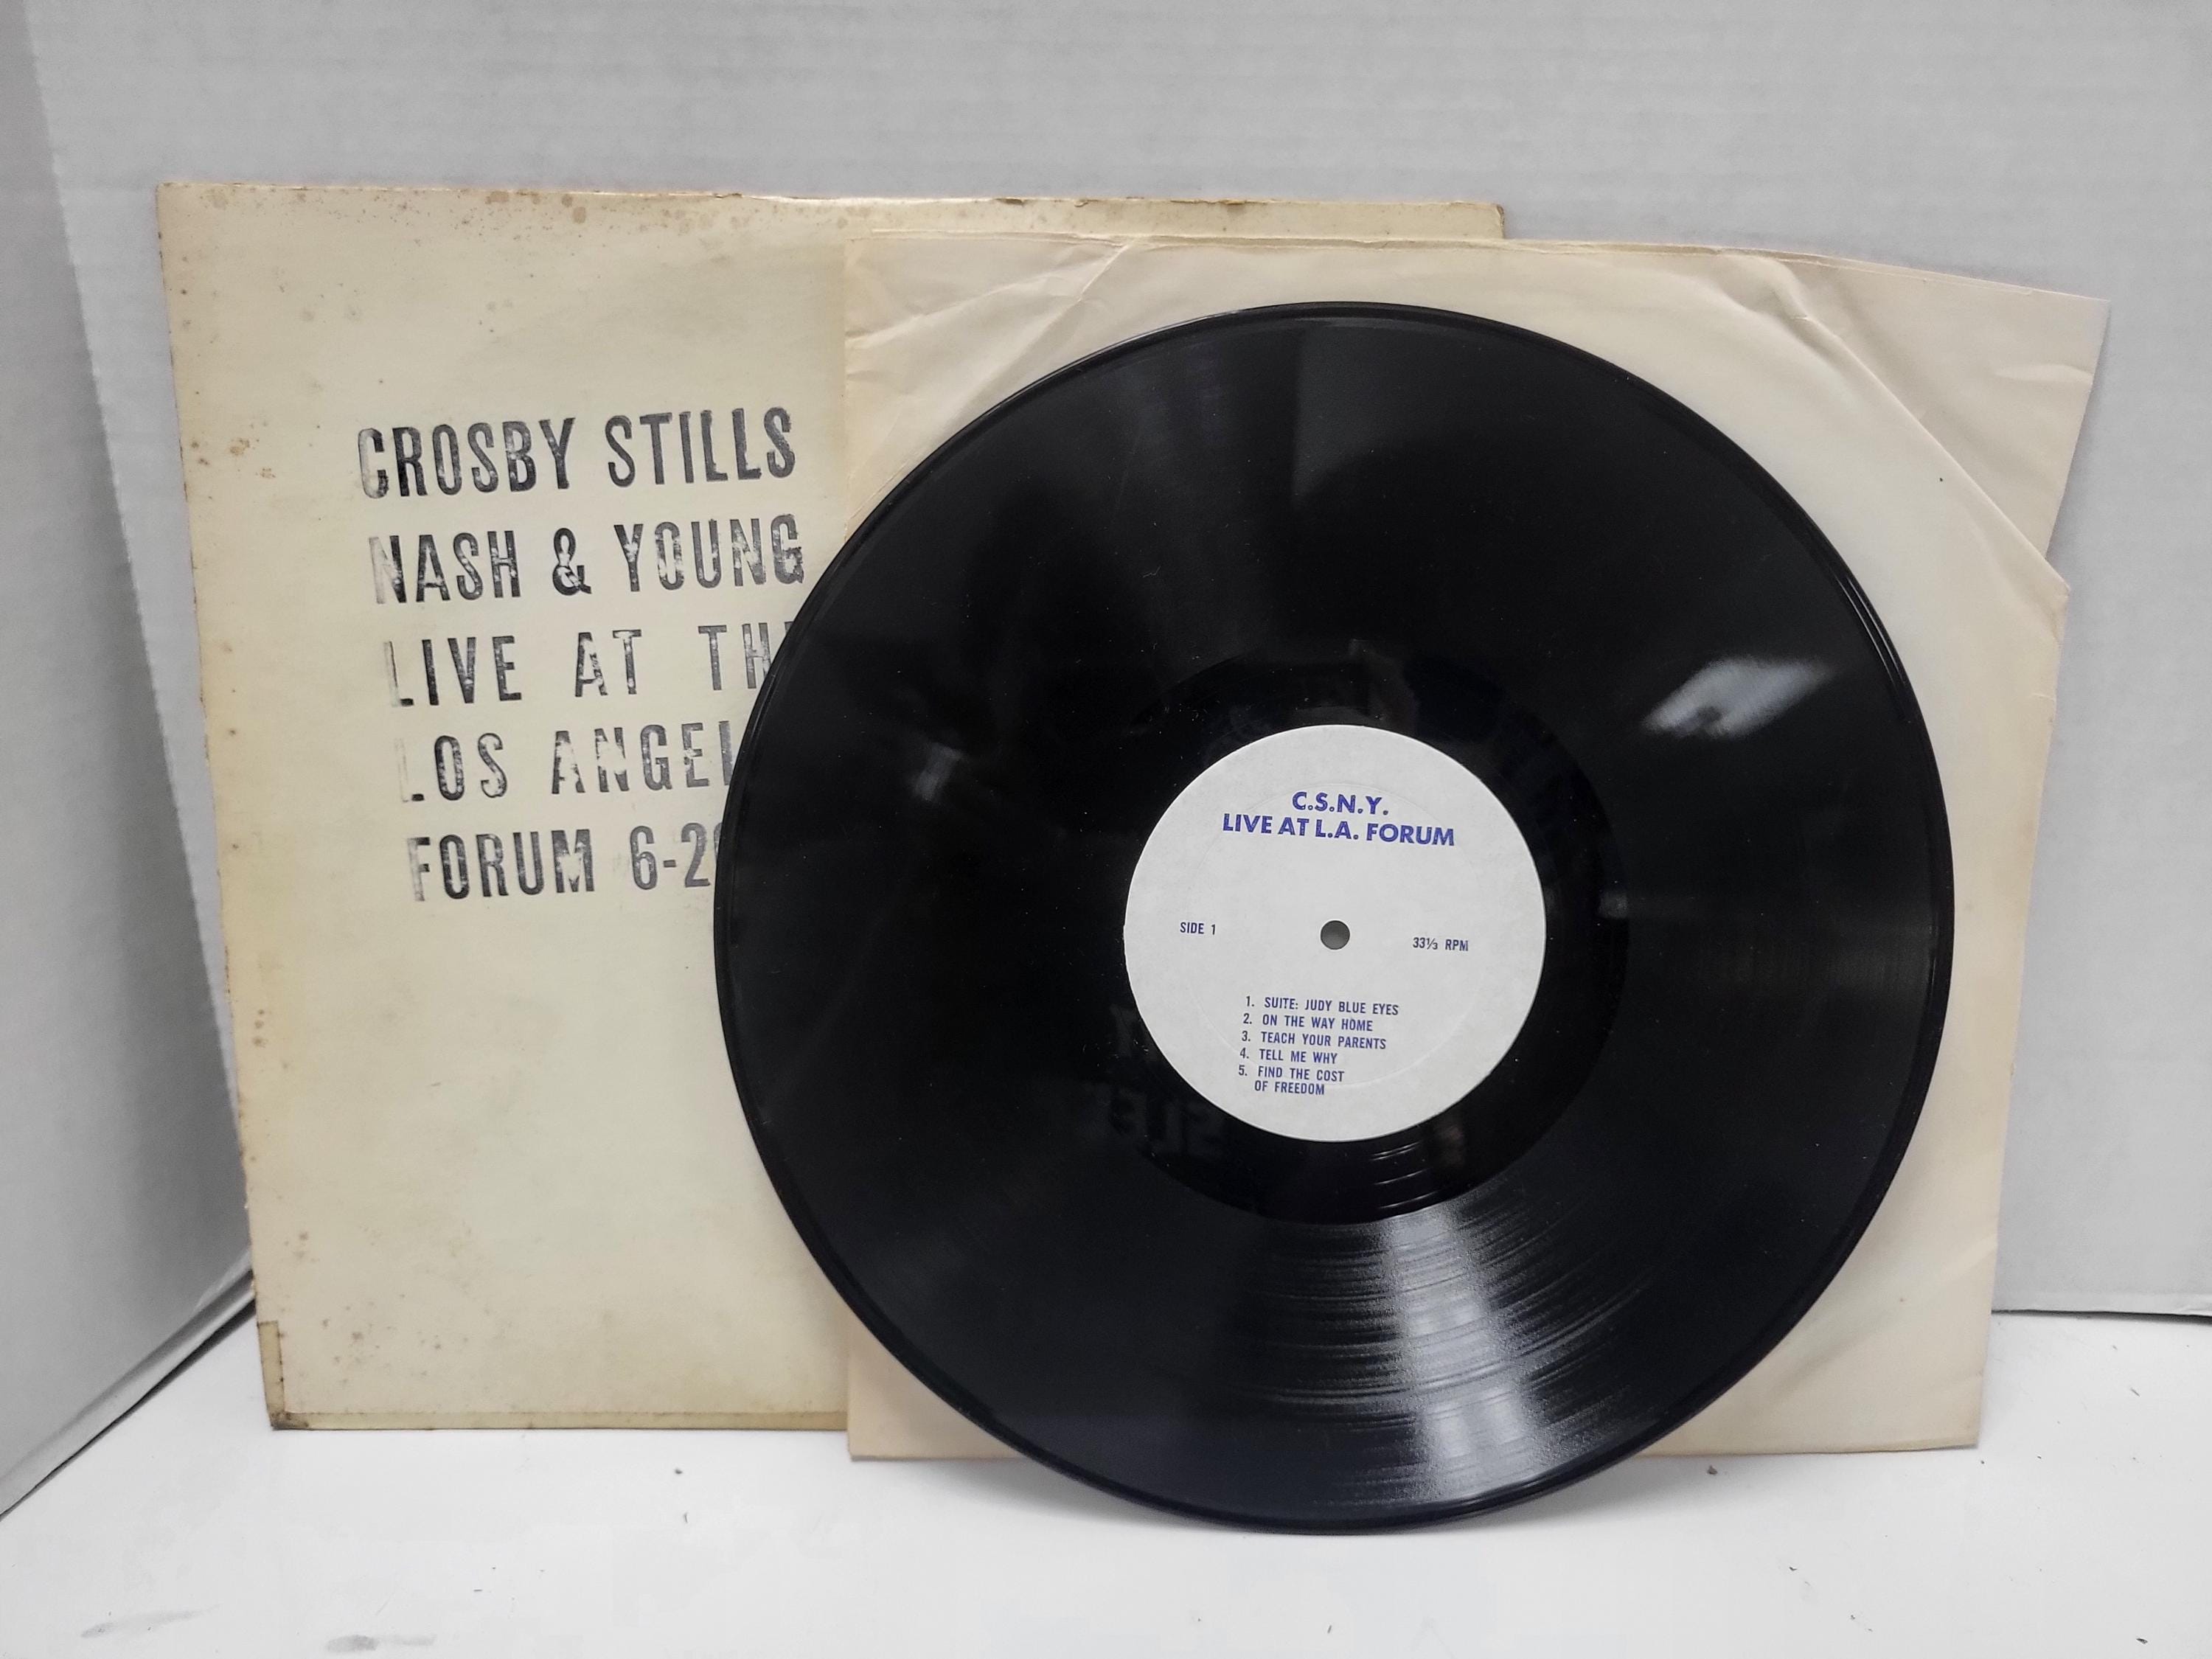 CROSBY STILLS
NASH & YOUNG
LIVE AT TH
LOS ANGEL
FORUM 6-2
C.S.N.Y.
LIVE AT L.A. FORUM
SIDE 1
33⅓ RPM
1. SUITE: JUDY BLUE EYES
2. ON THE WAY HOME
3. TEACH YOUR PARENTS
4. TELL ME WHY
5. FIND THE COST
OF FREEDOM